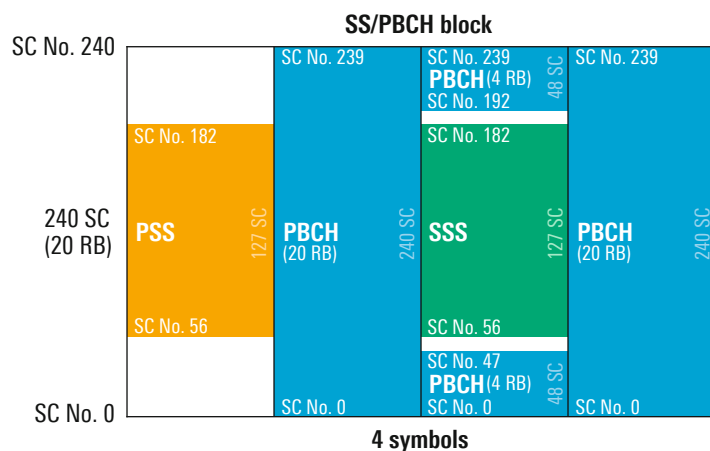 SS/PBCH block
SC No. 240
240 SC
(20 RB)
SC No. 0
SC No. 182
PSS
127 SC
SC No. 56
SC No. 239
PBCH
(20 RB)
240 SC
SC No. 0
SC No. 239
PBCH (4 RB)
SC No. 192
48 SC
SC No. 182
SSS
127 SC
SC No. 56
SC No. 47
PBCH (4 RB)
SC No. 0
48 SC
SC No. 239
PBCH
(20 RB)
240 SC
SC No. 0
4 symbols